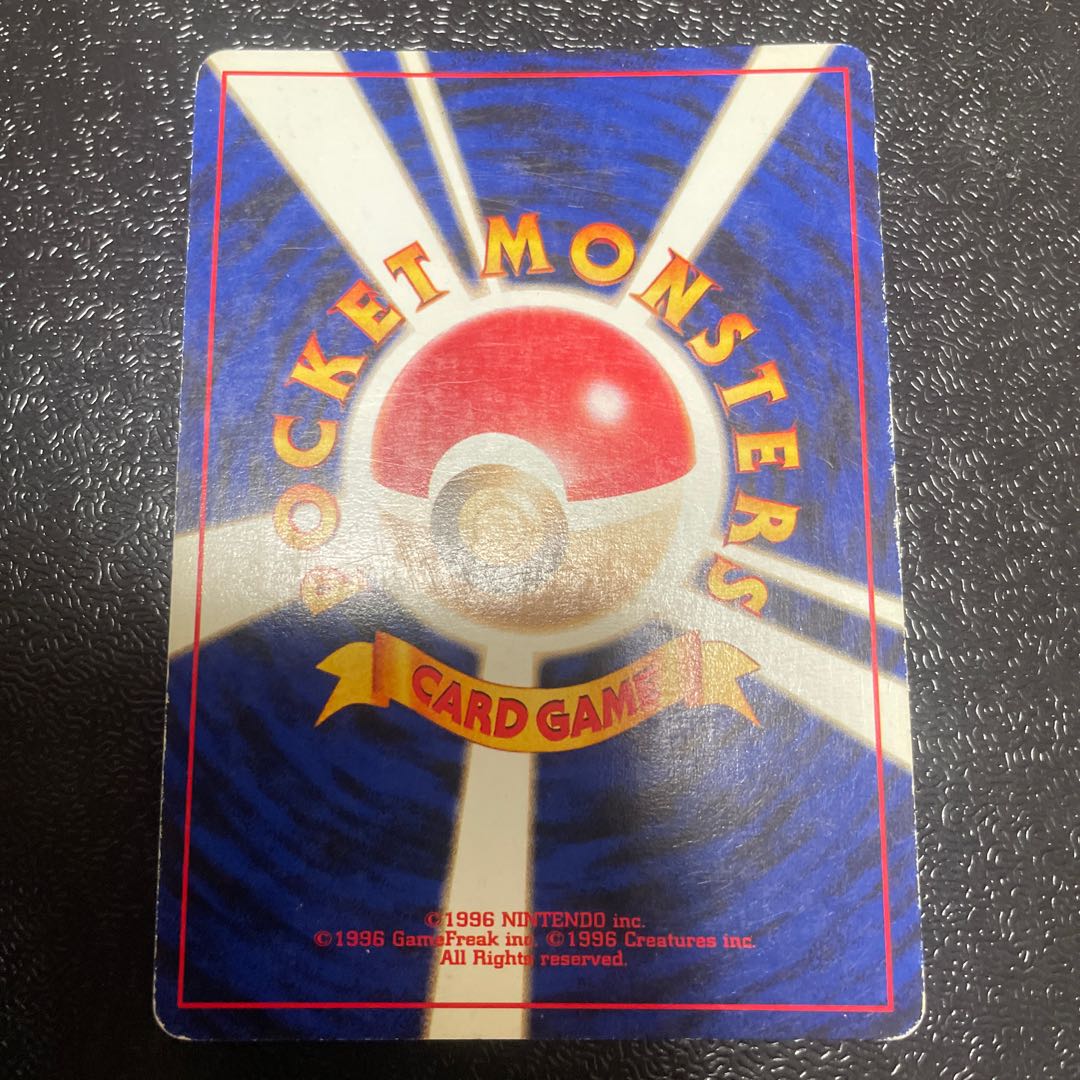 POCKET MONSTERS
CARD GAME
©1996 NINTENDO inc.
©1996 GameFreak inc. ©1996 Creatures inc.
All Rights reserved.